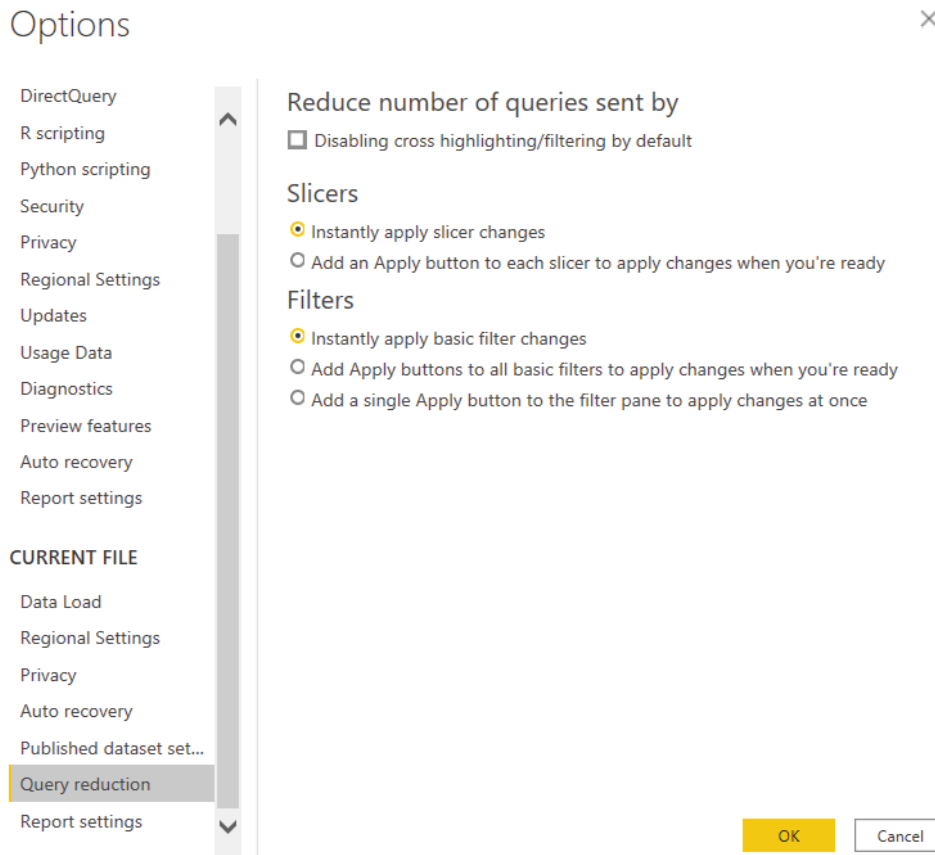 Options
DirectQuery
R scripting
Python scripting
Security
Privacy
Regional Settings
Updates
Usage Data
Diagnostics
Preview features
Auto recovery
Report settings
CURRENT FILE
Data Load
Regional Settings
Privacy
Auto recovery
Published dataset set...
Query reduction
Report settings
Reduce number of queries sent by
Disabling cross highlighting/filtering by default
Slicers
Instantly apply slicer changes
Add an Apply button to each slicer to apply changes when you're ready
Filters
Instantly apply basic filter changes
Add Apply buttons to all basic filters to apply changes when you're ready
Add a single Apply button to the filter pane to apply changes at once
OK
Cancel